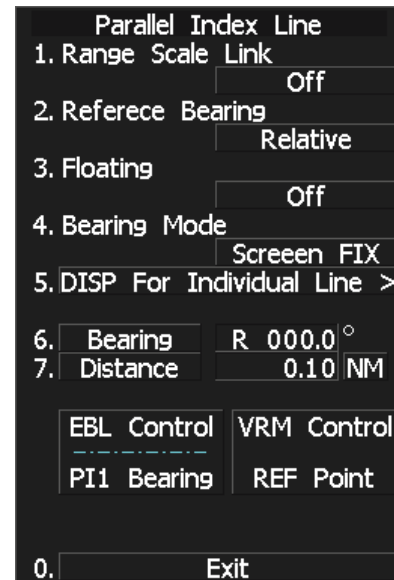 Parallel Index Line
1. Range Scale Link
Off
2. Referece Bearing
Relative
3. Floating
Off
4. Bearing Mode
Screeen FIX
5. DISP For Individual Line >
6. Bearing R 000.0°
7. Distance 0.10 NM
EBL Control VRM Control
PI1 Bearing REF Point
0. Exit